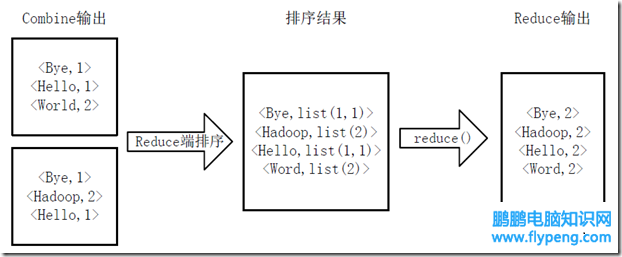 Combine输出
排序结果
Reduce输出
<Bye,1>
<Hello,1>
<World,2>
<Bye,1>
<Hadoop,2>
<Hello,1>
Reduce端排序
<Bye,list(1,1)>
<Hadoop,list(2)>
<Hello,list(1,1)>
<Word,list(2)>
reduce()
<Bye,2>
<Hadoop,2>
<Hello,2>
<Word,2>
鹏鹏电脑知识网
www.flypeng.com